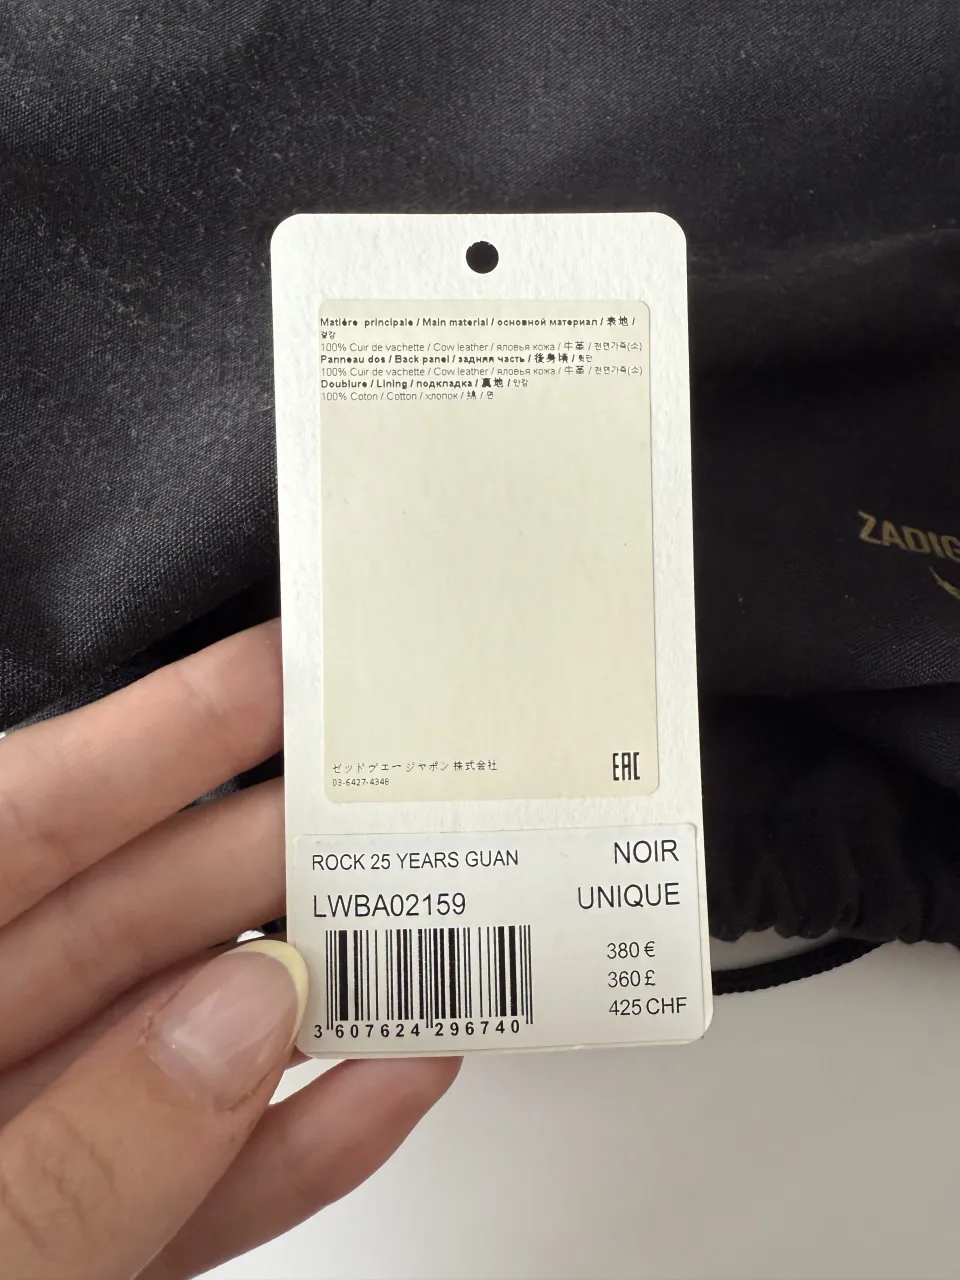 Matière principale / Main material / основной материал / 表地 /
겉감
100% Cuir de vachette / Cow leather / яловья кожа / 牛革 / 천연가죽(소)
Panneau dos / Back panel / задняя часть / 後身頃 / 뒷판
100% Cuir de vachette / Cow leather / яловья кожа / 牛革 / 천연가죽(소)
Doublure / Lining / подкладка / 裏地 / 안감
100% Coton / Cotton / хлопок / 綿 / 면
ZADIG
ゼッドヴエージャポン株式会社
03-6427-4348
EAC
ROCK 25 YEARS GUAN
NOIR
LWBA02159
UNIQUE
380 €
360 £
425 CHF
3 607624 296740